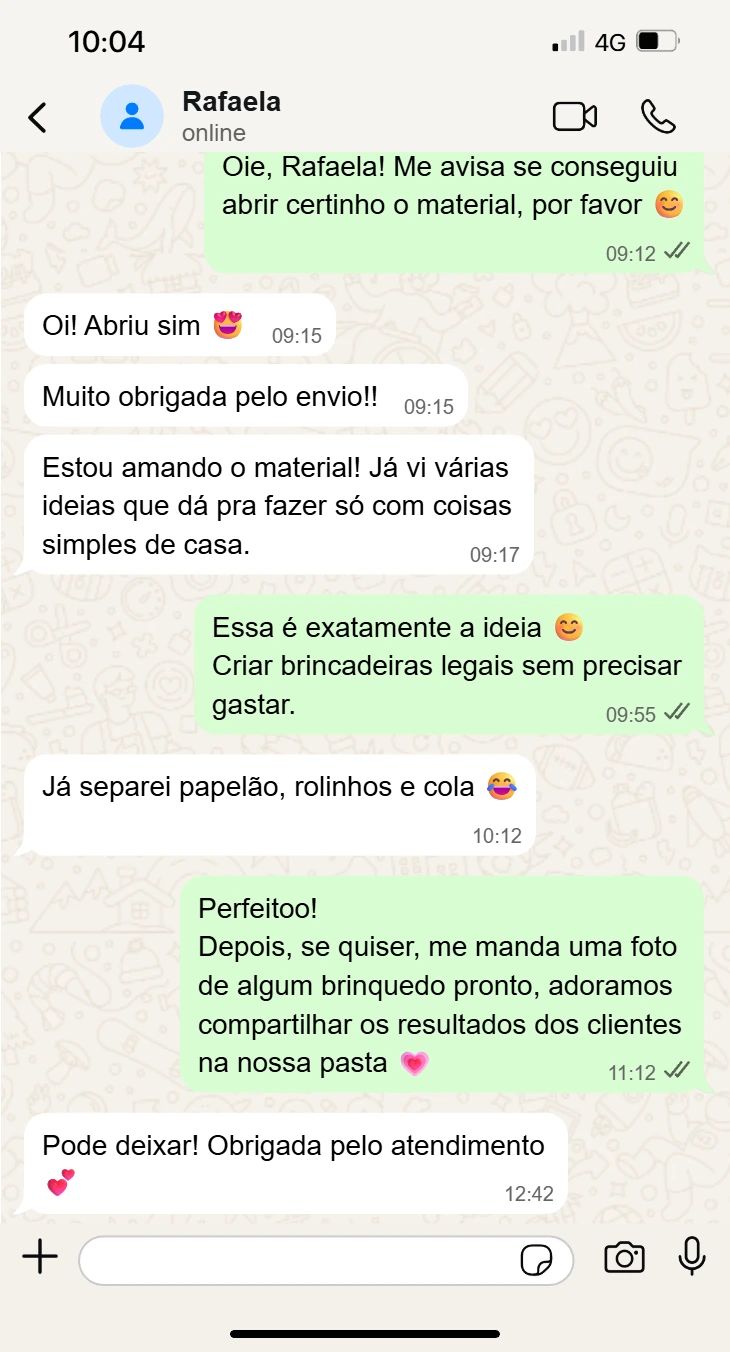 10:04
4G
Rafaela
online
Oie, Rafaela! Me avisa se conseguiu
abrir certinho o material, por favor 😊
09:12
Oi! Abriu sim 😍
09:15
Muito obrigada pelo envio!!
09:15
Estou amando o material! Já vi várias
ideias que dá pra fazer só com coisas
simples de casa.
09:17
Essa é exatamente a ideia 😊
Criar brincadeiras legais sem precisar
gastar.
09:55
Já separei papelão, rolinhos e cola 😂
10:12
Perfeitoo!
Depois, se quiser, me manda uma foto
de algum brinquedo pronto, adoramos
compartilhar os resultados dos clientes
na nossa pasta 💗
11:12
Pode deixar! Obrigada pelo atendimento
💕
12:42